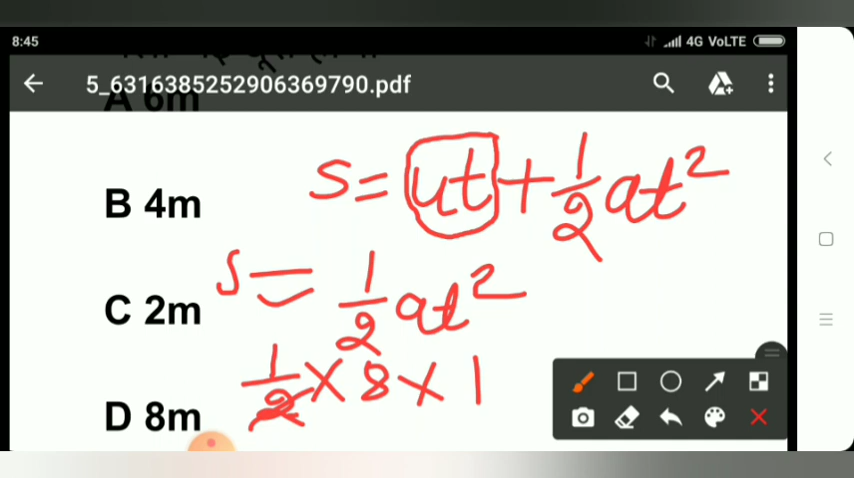 8:45 4G VoLTE
5_6316385252906369790.pdf
A 6m
B 4m
C 2m
D 8m
s = ut + 1/2 at²
s = 1/2 at²
1/2 × 8 × 1